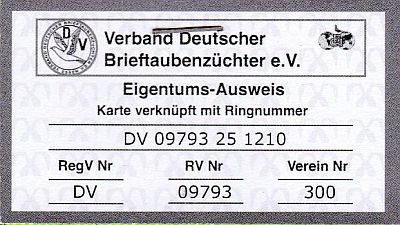 D V
Verband Deutscher
Brieftaubenzüchter e.V.
Eigentums-Ausweis
Karte verknüpft mit Ringnummer
DV 09793 25 1210
RegV Nr RV Nr Verein Nr
DV 09793 300